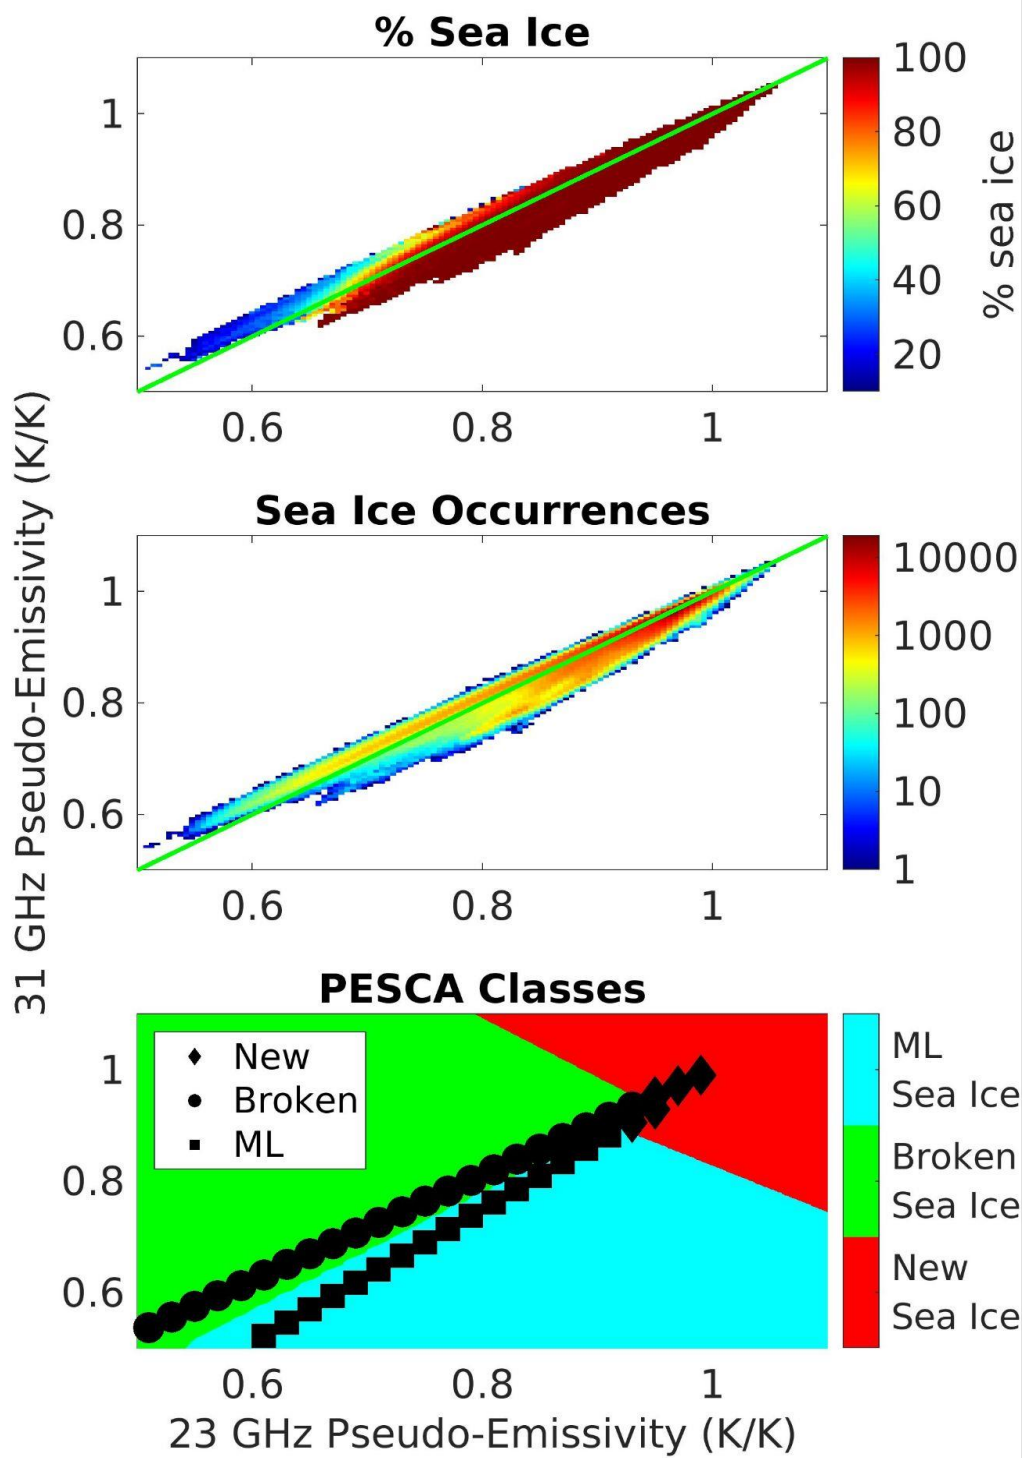 % Sea Ice
1
0.8
0.6
0.6 0.8 1
100
80
60
40
20
% sea ice
31 GHz Pseudo-Emissivity (K/K)
Sea Ice Occurrences
1
0.8
0.6
0.6 0.8 1
10000
1000
100
10
1
PESCA Classes
New
Broken
ML
1
0.8
0.6
0.6 0.8 1
ML
Sea Ice
Broken
Sea Ice
New
Sea Ice
23 GHz Pseudo-Emissivity (K/K)